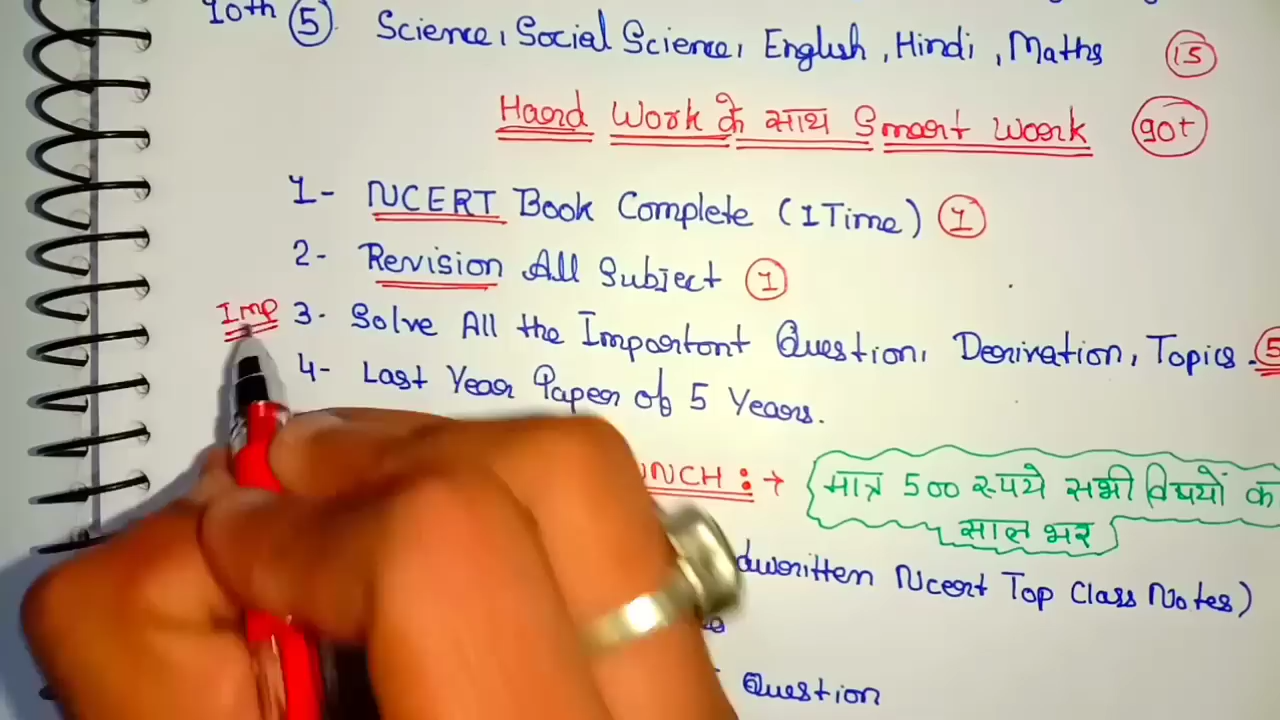 10th (5) Science, Social Science, English, Hindi, Maths (15)
Hard Work के साथ Smart Work (90+)
1- NCERT Book Complete (1 Time) (1)
2- Revision All Subject (1)
Imp 3- Solve All the Important Question, Derivation, Topics. (5
4- Last Year Paper of 5 Years.
UNCH : → मात्र 500 रुपये सभी विषयों क
साल भर
dwritten Ncert Top Class Notes)
Question